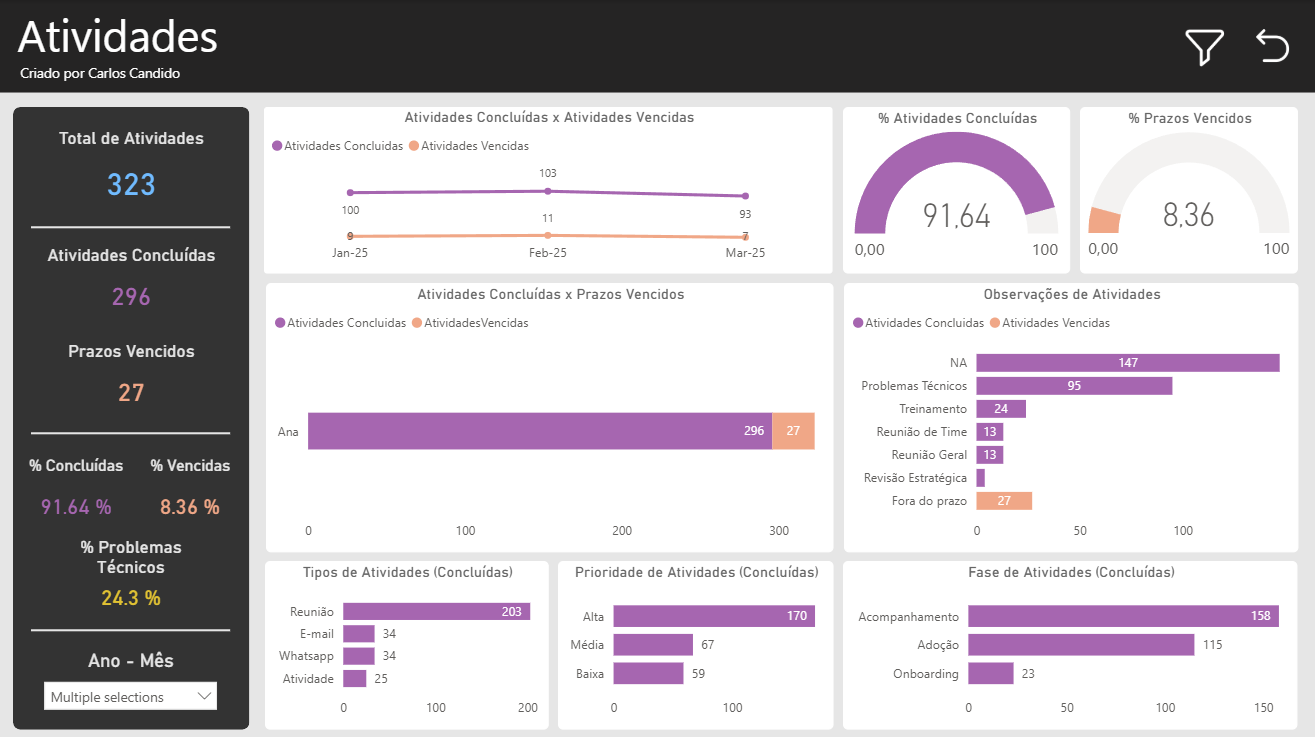 Atividades
Criado por Carlos Candido
Total de Atividades
323
Atividades Concluídas
296
Prazos Vencidos
27
% Concluídas % Vencidas
91.64 % 8.36 %
% Problemas
Técnicos
24.3 %
Ano - Mês
Multiple selections
Atividades Concluídas x Atividades Vencidas
Atividades Concluidas Atividades Vencidas
103
100
93
11
9
7
Jan-25 Feb-25 Mar-25
% Atividades Concluídas
91,64
0,00 100
% Prazos Vencidos
8,36
0,00 100
Atividades Concluídas x Prazos Vencidos
Atividades Concluidas AtividadesVencidas
Ana 296 27
0 100 200 300
Observações de Atividades
Atividades Concluidas Atividades Vencidas
NA 147
Problemas Técnicos 95
Treinamento 24
Reunião de Time 13
Reunião Geral 13
Revisão Estratégica
Fora do prazo 27
0 50 100
Tipos de Atividades (Concluídas)
Reunião 203
E-mail 34
Whatsapp 34
Atividade 25
0 100 200
Prioridade de Atividades (Concluídas)
Alta 170
Média 67
Baixa 59
0 100
Fase de Atividades (Concluídas)
Acompanhamento 158
Adoção 115
Onboarding 23
0 50 100 150